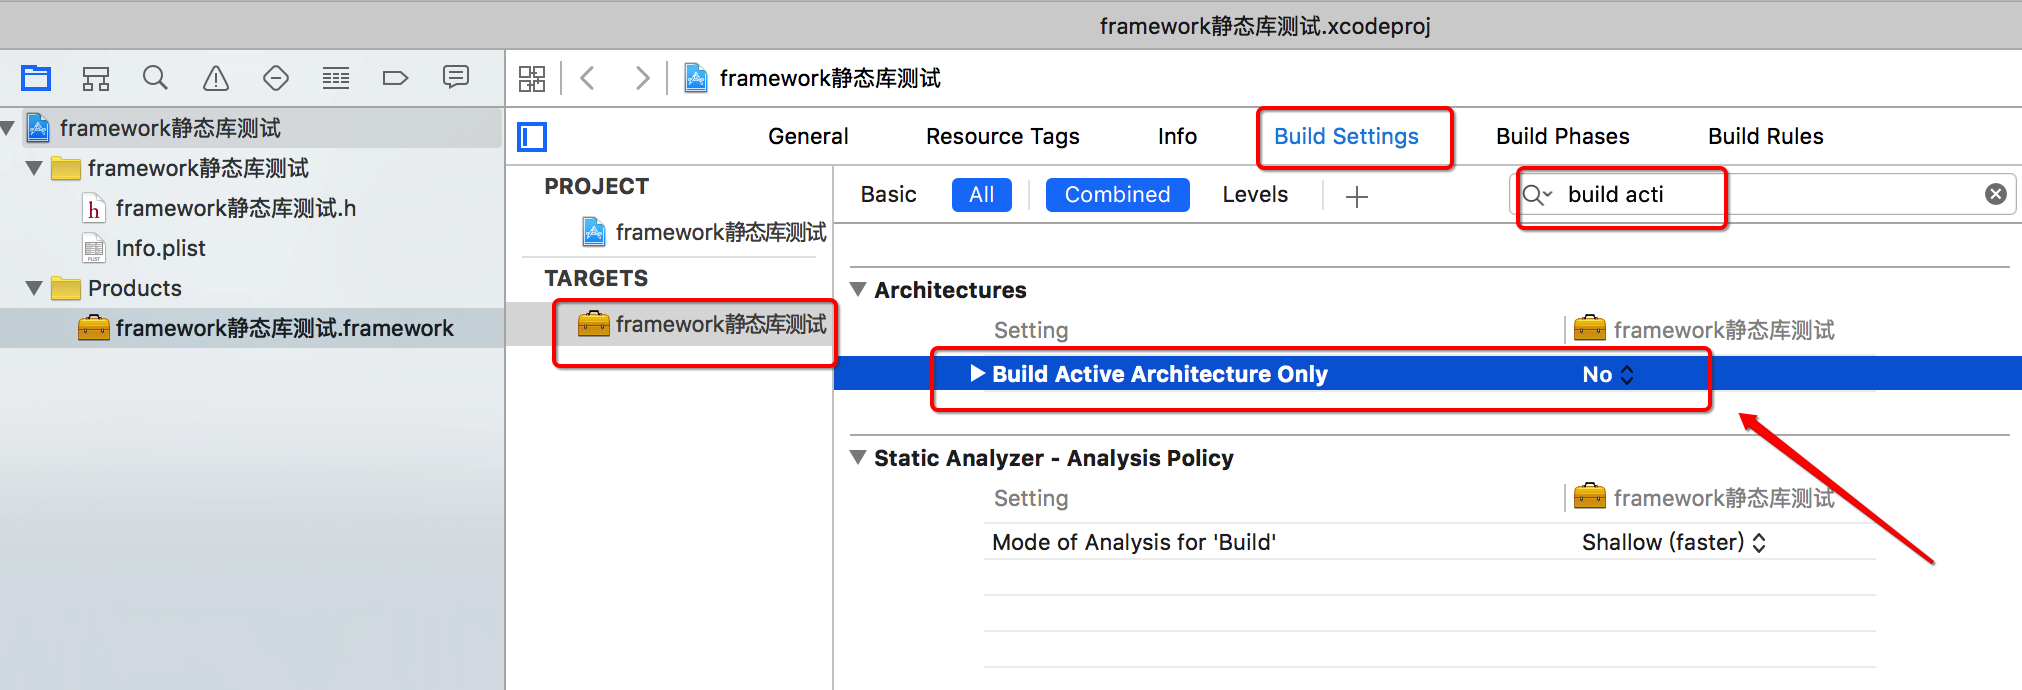 framework静态库测试.xcodeproj
framework静态库测试
framework静态库测试
framework静态库测试
framework静态库测试.h
Info.plist
Products
framework静态库测试.framework
General Resource Tags Info Build Settings Build Phases Build Rules
PROJECT
framework静态库测试
TARGETS
framework静态库测试
Basic All Combined Levels build acti
Architectures
Setting framework静态库测试
Build Active Architecture Only No
Static Analyzer - Analysis Policy
Setting framework静态库测试
Mode of Analysis for 'Build' Shallow (faster)